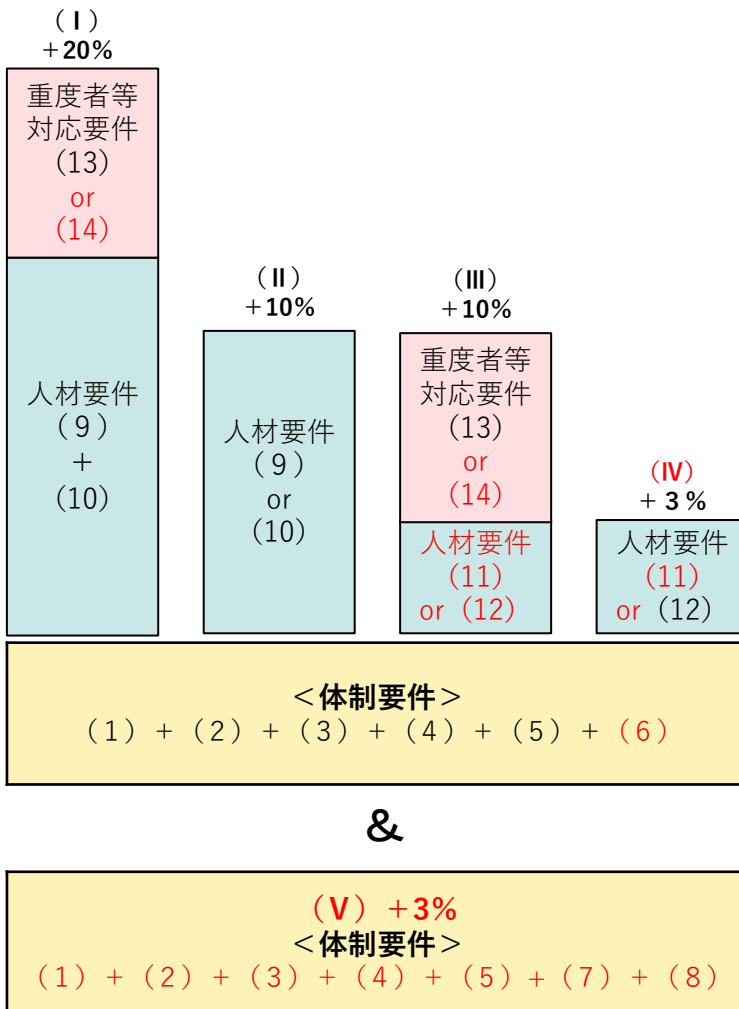 (Ⅰ)
+20%
重度者等
対応要件
(13)
or
(14)
人材要件
(9)
+
(10)
(Ⅱ)
+10%
人材要件
(9)
or
(10)
(Ⅲ)
+10%
重度者等
対応要件
(13)
or
(14)
人材要件
(11)
or (12)
(Ⅳ)
+3%
人材要件
(11)
or (12)
<体制要件>
(1) + (2) + (3) + (4) + (5) + (6)
&
(Ⅴ) +3%
<体制要件>
(1) + (2) + (3) + (4) + (5) + (7) + (8)